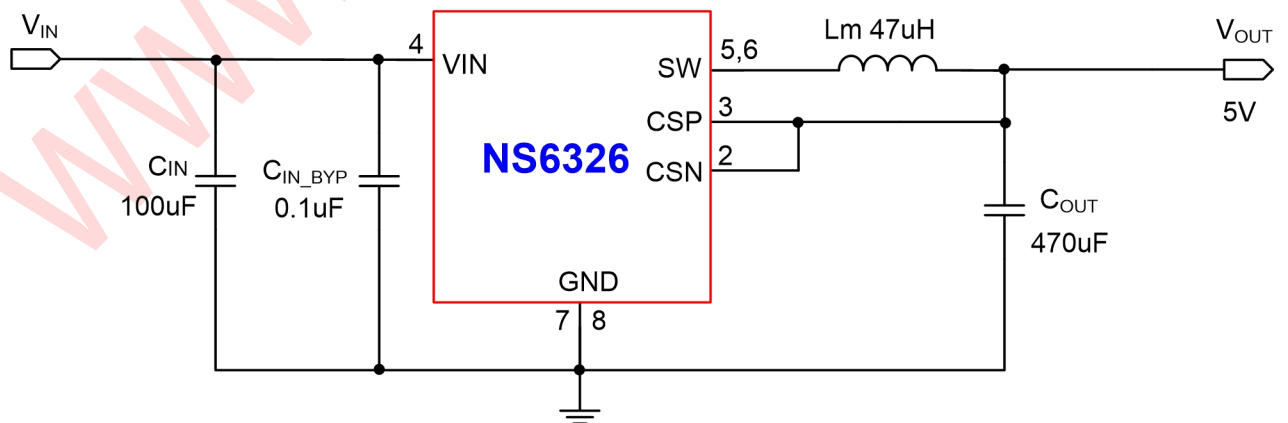 VIN
4
VIN
Lm 47uH
VOUT
5,6
SW
5V
3
CSP
NS6326
2
CSN
CIN
100uF
CIN_BYP
0.1uF
COUT
470uF
GND
7
8